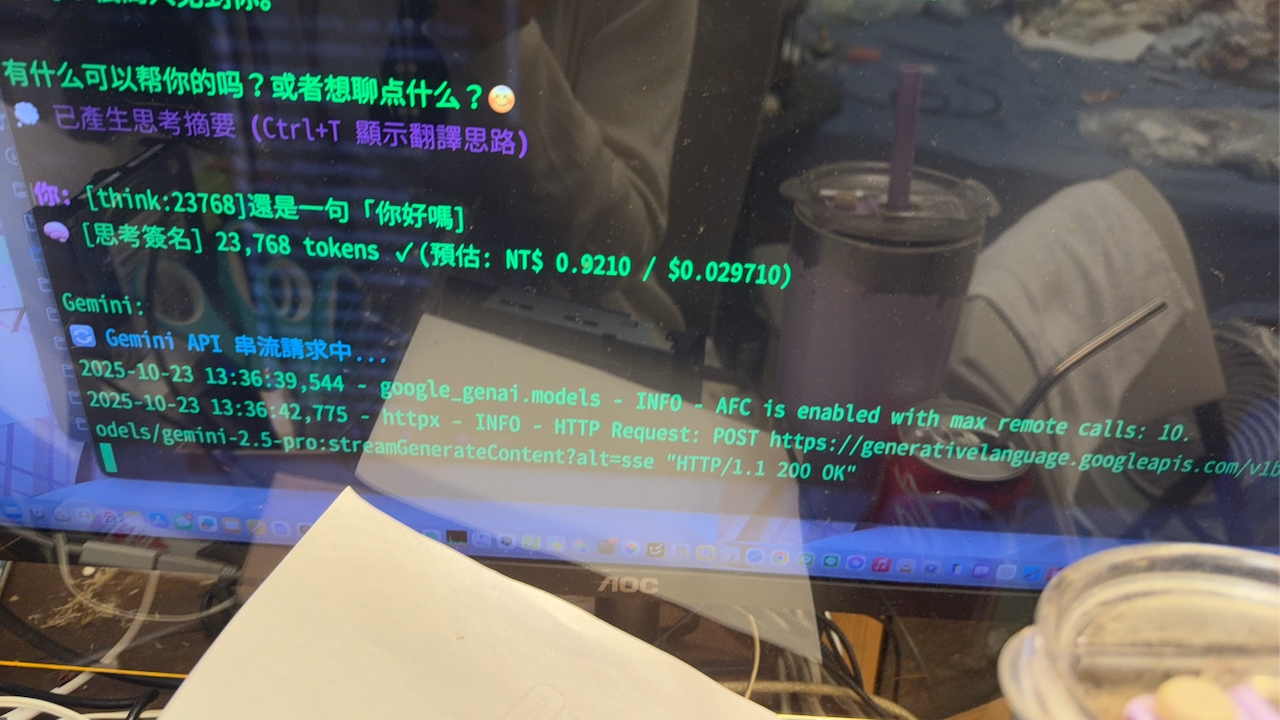 有什么可以帮你的吗？或者想聊点什么？😊
💭 已產生思考摘要 (Ctrl+T 顯示翻譯思路)
你: [think:23768]還是一句「你好嗎]
🧠 [思考簽名] 23,768 tokens ✓(預估: NT$ 0.9210 / $0.029710)
Gemini:
🔄 Gemini API 串流請求中...
2025-10-23 13:36:39,544 - google_genai.models - INFO - AFC is enabled with max remote calls: 10.
2025-10-23 13:36:42,775 - httpx - INFO - HTTP Request: POST https://generativelanguage.googleapis.com/v1b
odels/gemini-2.5-pro:streamGenerateContent?alt=sse "HTTP/1.1 200 OK"
AOC